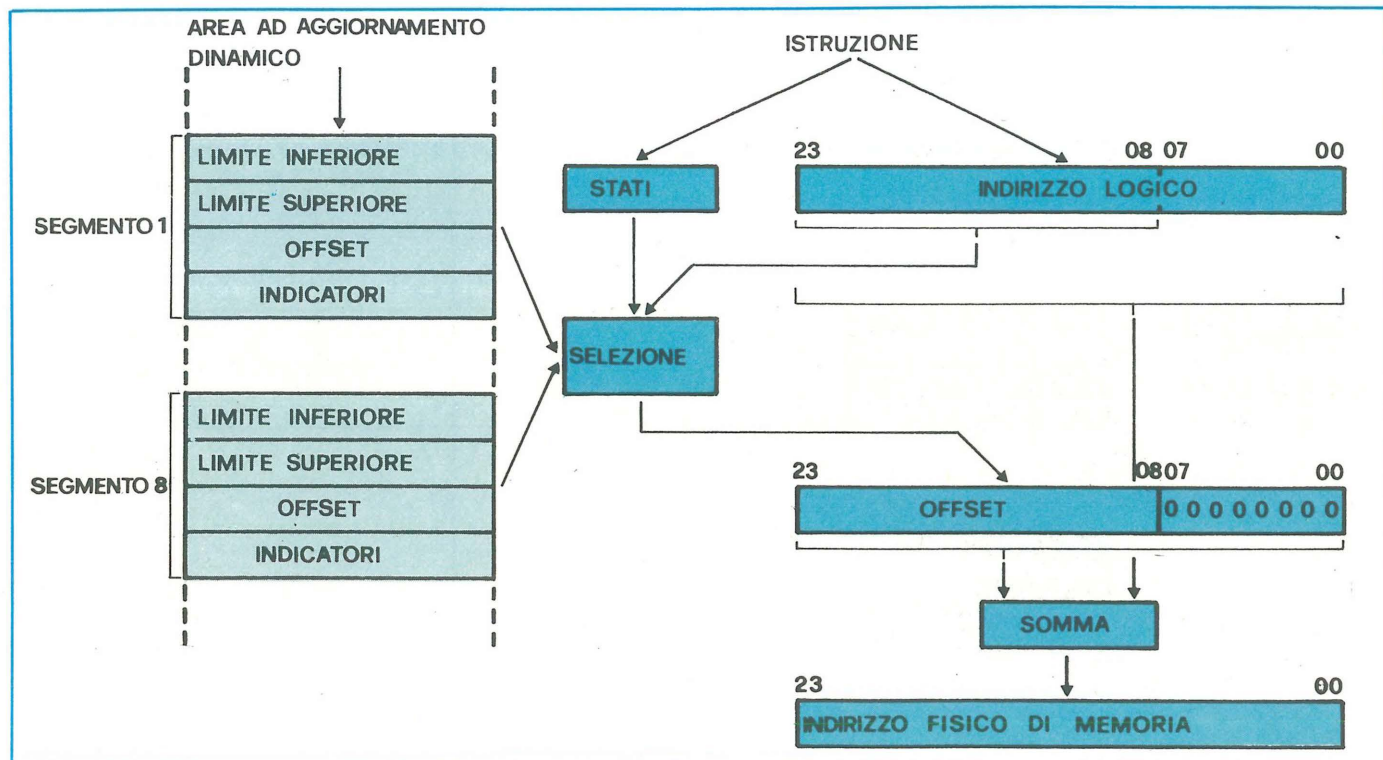 AREA AD AGGIORNAMENTO
DINAMICO
ISTRUZIONE
SEGMENTO 1
LIMITE INFERIORE
LIMITE SUPERIORE
OFFSET
INDICATORI
STATI
23 08 07 00
INDIRIZZO LOGICO
SELEZIONE
SEGMENTO 8
LIMITE INFERIORE
LIMITE SUPERIORE
OFFSET
INDICATORI
23 08 07 00
OFFSET 0 0 0 0 0 0 0 0
SOMMA
23 00
INDIRIZZO FISICO DI MEMORIA